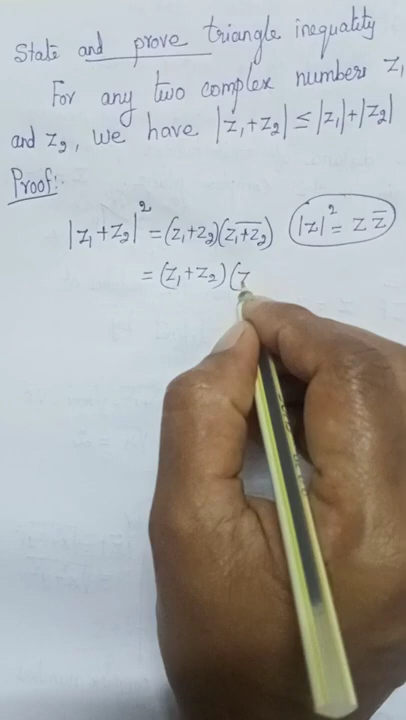 State and prove triangle inequality
For any two complex numbers z₁
and z₂, we have |z₁+z₂| ≤ |z₁|+|z₂|
Proof:-
|z₁+z₂|² = (z₁+z₂)(z̅₁̅+̅z̅₂̅) |z|² = z z̅
= (z₁+z₂)(z